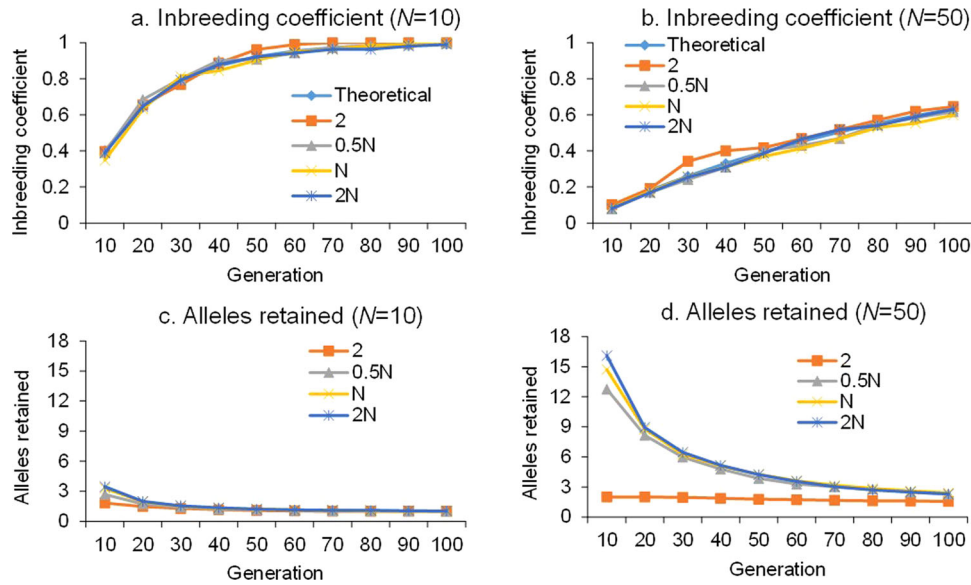 a. Inbreeding coefficient (N=10)
Inbreeding coefficient
1
0.8
0.6
0.4
0.2
0
Theoretical
2
0.5N
N
2N
10 20 30 40 50 60 70 80 90 100
Generation
b. Inbreeding coefficient (N=50)
Inbreeding coefficient
1
0.8
0.6
0.4
0.2
0
Theoretical
2
0.5N
N
2N
10 20 30 40 50 60 70 80 90 100
Generation
c. Alleles retained (N=10)
Alleles retained
18
15
12
9
6
3
0
2
0.5N
N
2N
10 20 30 40 50 60 70 80 90 100
Generation
d. Alleles retained (N=50)
Alleles retained
18
15
12
9
6
3
0
2
0.5N
N
2N
10 20 30 40 50 60 70 80 90 100
Generation